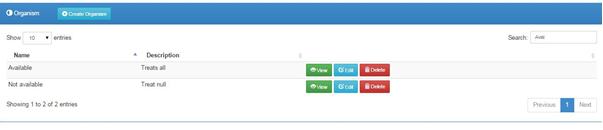 Organism Create Organism
Show 10 entries Search: Avai
Name Description
Available Treats all View Edit Delete
Not available Treat null View Edit Delete
Showing 1 to 2 of 2 entries Previous 1 Next